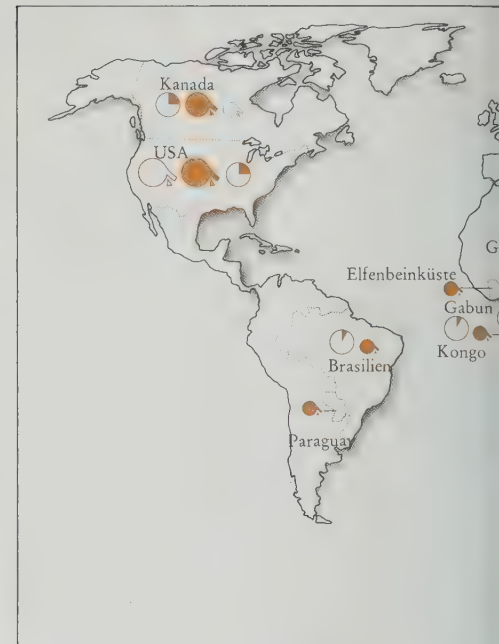 Kanada
USA
Elfenbeinküste
Gabun
Kongo
Brasilien
Paraguay